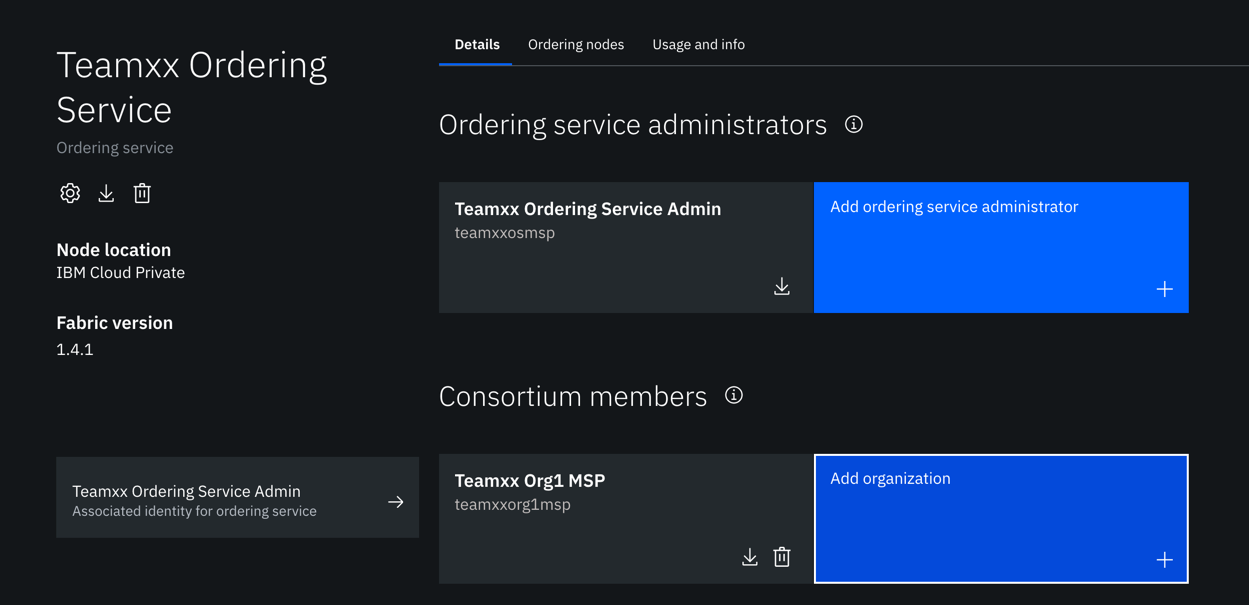 Teamxx Ordering
Service
Ordering service
Node location
IBM Cloud Private
Fabric version
1.4.1
Teamxx Ordering Service Admin
Associated identity for ordering service
Details
Ordering nodes
Usage and info
Ordering service administrators
Teamxx Ordering Service Admin
teamxxosmsp
Add ordering service administrator
Consortium members
Teamxx Org1 MSP
teamxxorg1msp
Add organization